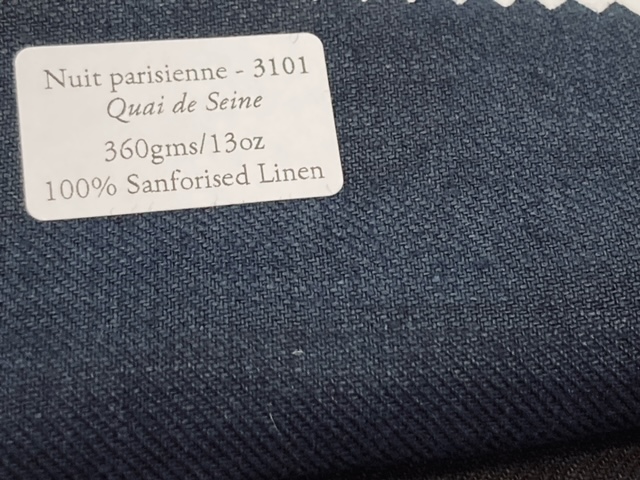 Nuit parisienne - 3101
Quai de Seine
360gms/13oz
100% Sanforised Linen